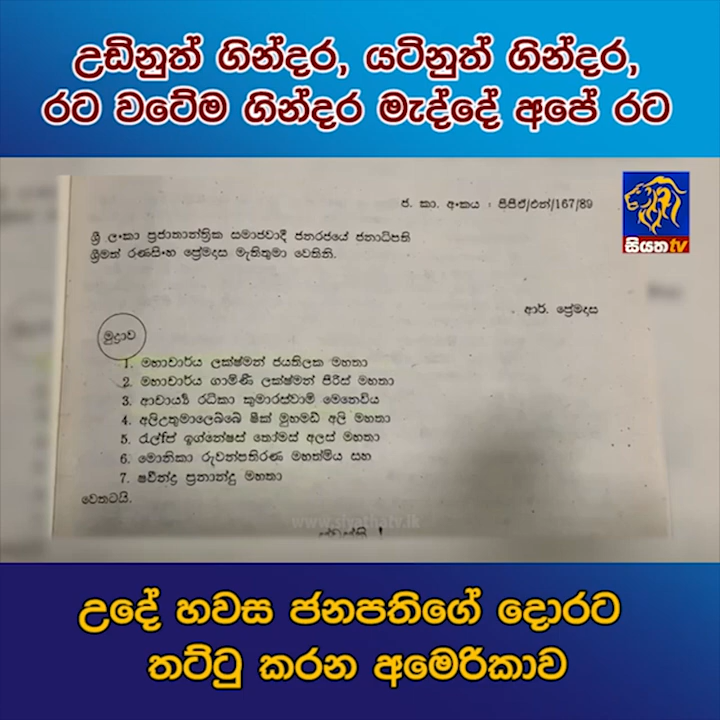 උඩිනුත් ගින්දර, යටිනුත් ගින්දර,
රට වටේම ගින්දර මැද්දේ අපේ රට
සියත tv
ජ. කා. අංකය : පීපීඒ/එන්/167/89
ශ්‍රී ලංකා ප්‍රජාතාන්ත්‍රික සමාජවාදී ජනරජයේ ජනාධිපති
ශ්‍රීමත් රණසිංහ ප්‍රේමදාස මැතිතුමා වෙතිනි.
ආර්. ප්‍රේමදාස
මුද්‍රාව
1. මහාචාර්ය ලක්ෂ්මන් ජයතිලක මහතා
2. මහාචාර්ය ගාමිණී ලක්ෂ්මන් පීරිස් මහතා
3. ආචාර්ය්‍ය රධිකා කුමාරස්වාමි මෙනෙවිය
4. අලිඋතුමාලෙබ්බේ ෂීක් මුහමඩ් අලි මහතා
5. රැල්ෆ් ඉග්නේෂස් තෝමස් අලස් මහතා
6. මොනිකා රුවන්පතිරණ මහත්මිය සහ
7. ෂවීන්ද්‍ර ප්‍රනාන්දු මහතා
වෙතටයි.
www.siyathatv.lk
උදේ හවස ජනපතිගේ දොරට
තට්ටු කරන අමෙරිකාව